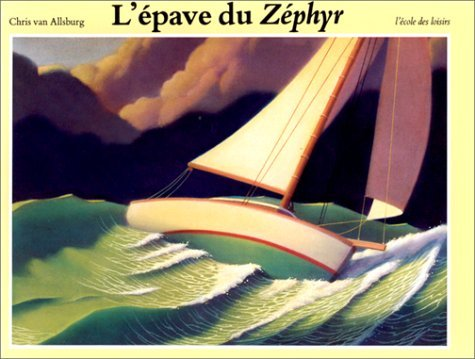 Chris van Allsburg
L'épave du Zéphyr
l'école des loisirs